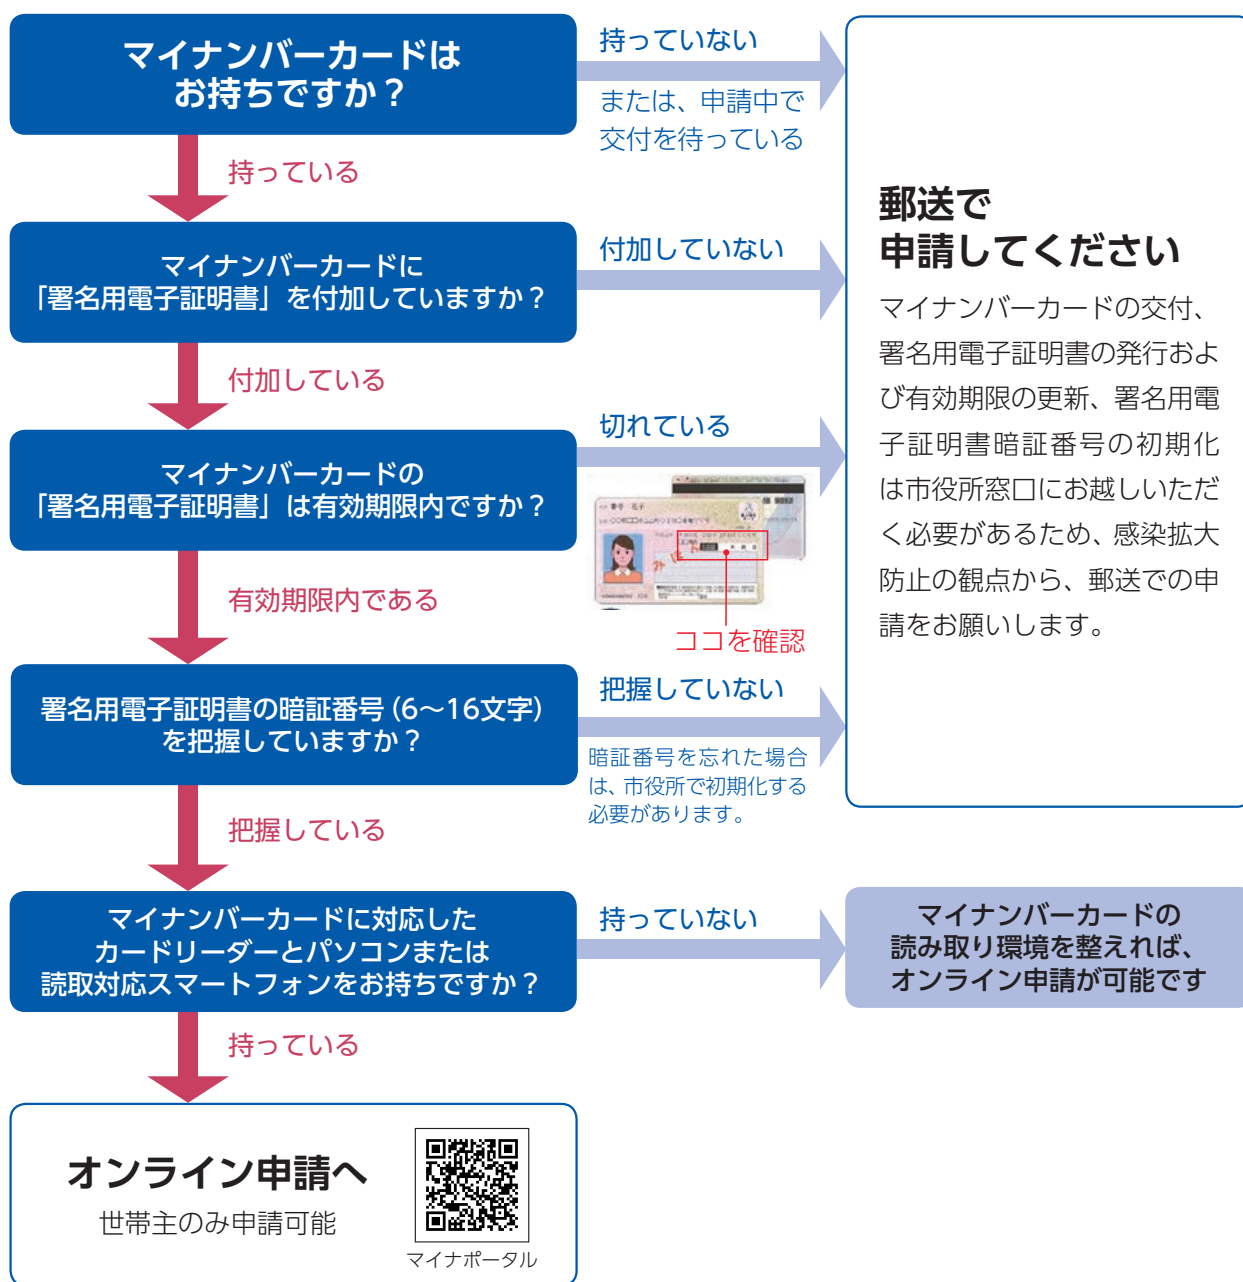 マイナンバーカードは
お持ちですか？
持っていない
または、申請中で
交付を待っている
持っている
マイナンバーカードに
「署名用電子証明書」を付加していますか？
付加していない
付加している
マイナンバーカードの
「署名用電子証明書」は有効期限内ですか？
切れている
ココを確認
有効期限内である
署名用電子証明書の暗証番号（6～16文字）
を把握していますか？
把握していない
暗証番号を忘れた場合
は、市役所で初期化する
必要があります。
把握している
マイナンバーカードに対応した
カードリーダーとパソコンまたは
読取対応スマートフォンをお持ちですか？
持っていない
持っている
郵送で
申請してください
マイナンバーカードの交付、
署名用電子証明書の発行およ
び有効期限の更新、署名用電
子証明書暗証番号の初期化
は市役所窓口にお越しいただ
く必要があるため、感染拡大
防止の観点から、郵送での申
請をお願いします。
マイナンバーカードの
読み取り環境を整えれば、
オンライン申請が可能です
オンライン申請へ
世帯主のみ申請可能
マイナポータル